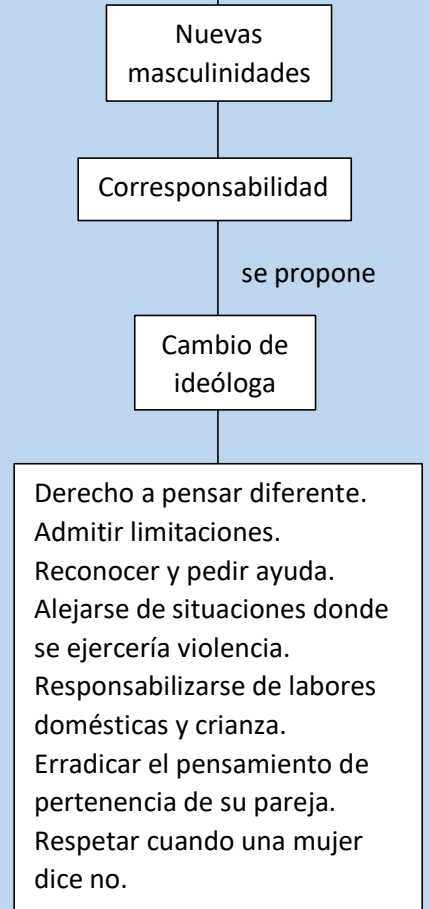 Nuevas
masculinidades
Corresponsabilidad
se propone
Cambio de
ideóloga
Derecho a pensar diferente.
Admitir limitaciones.
Reconocer y pedir ayuda.
Alejarse de situaciones donde
se ejercería violencia.
Responsabilizarse de labores
domésticas y crianza.
Erradicar el pensamiento de
pertenencia de su pareja.
Respetar cuando una mujer
dice no.